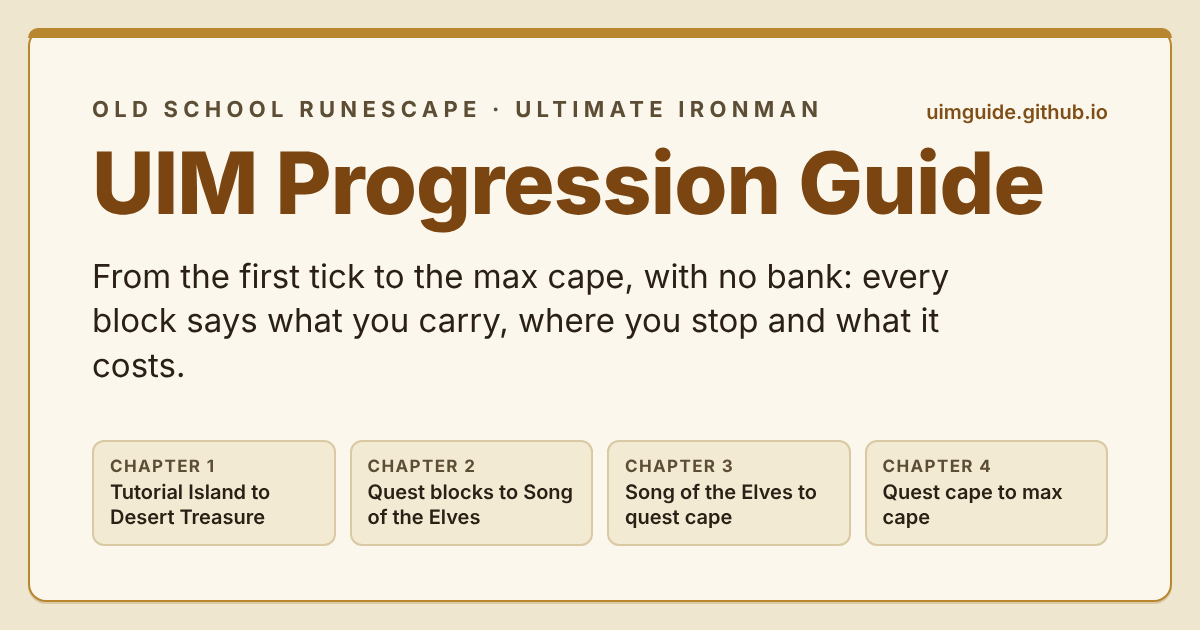 OLD SCHOOL RUNESCAPE · ULTIMATE IRONMAN
uimguide.github.io
UIM Progression Guide
From the first tick to the max cape, with no bank: every
block says what you carry, where you stop and what it
costs.
CHAPTER 1
Tutorial Island to
Desert Treasure
CHAPTER 2
Quest blocks to Song
of the Elves
CHAPTER 3
Song of the Elves to
quest cape
CHAPTER 4
Quest cape to max
cape